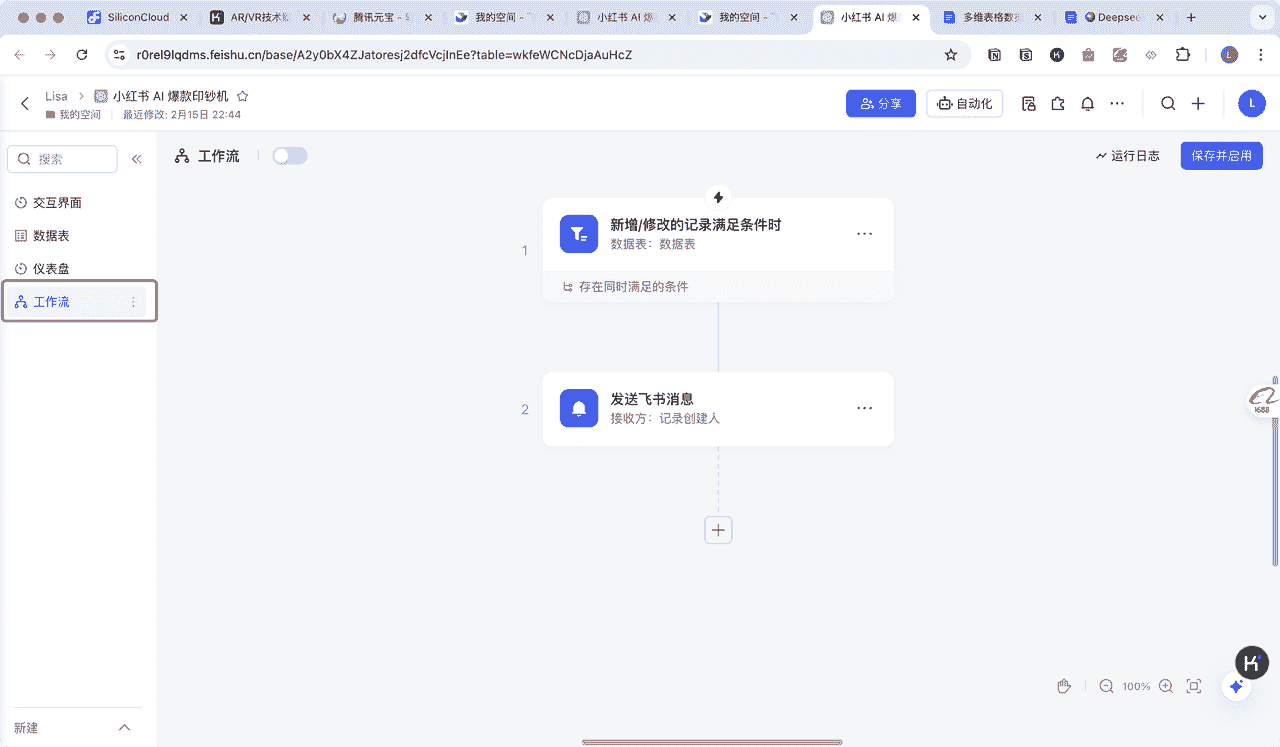 SiliconCloud
AR/VR技术
腾讯元宝 -
我的空间 -
小红书 AI 爆
我的空间 -
小红书 AI 爆
多维表格数据
Deepsee
r0rel9lqdms.feishu.cn/base/A2y0bX4ZJatoresj2dfcVcjInEe?table=wkfeWCNcDjaAuHcZ
Lisa
小红书 AI 爆款印钞机
我的空间
最近修改: 2月15日 22:44
分享
自动化
L
搜索
工作流
运行日志
保存并启用
交互界面
数据表
仪表盘
工作流
1
新增/修改的记录满足条件时
数据表：数据表
存在同时满足的条件
2
发送飞书消息
接收方：记录创建人
1688
100%
新建